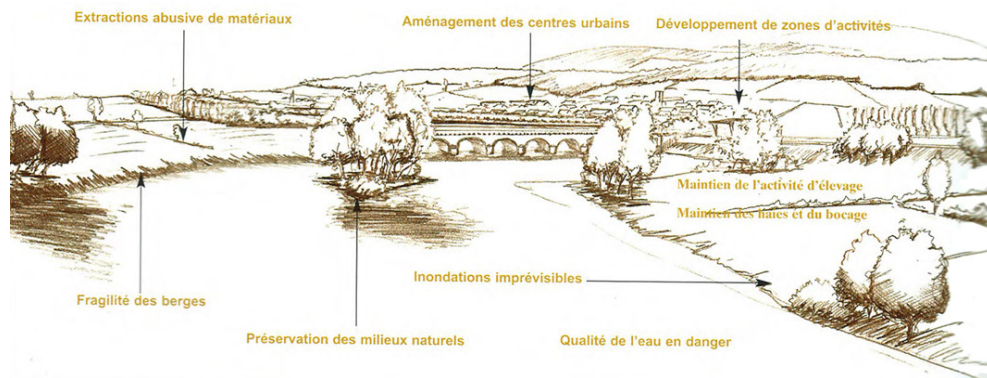 Extractions abusive de matériaux
Aménagement des centres urbains
Développement de zones d'activités
Maintien de l'activité d'élevage
Maintien des haies et du bocage
Inondations imprévisibles
Fragilité des berges
Préservation des milieux naturels
Qualité de l'eau en danger